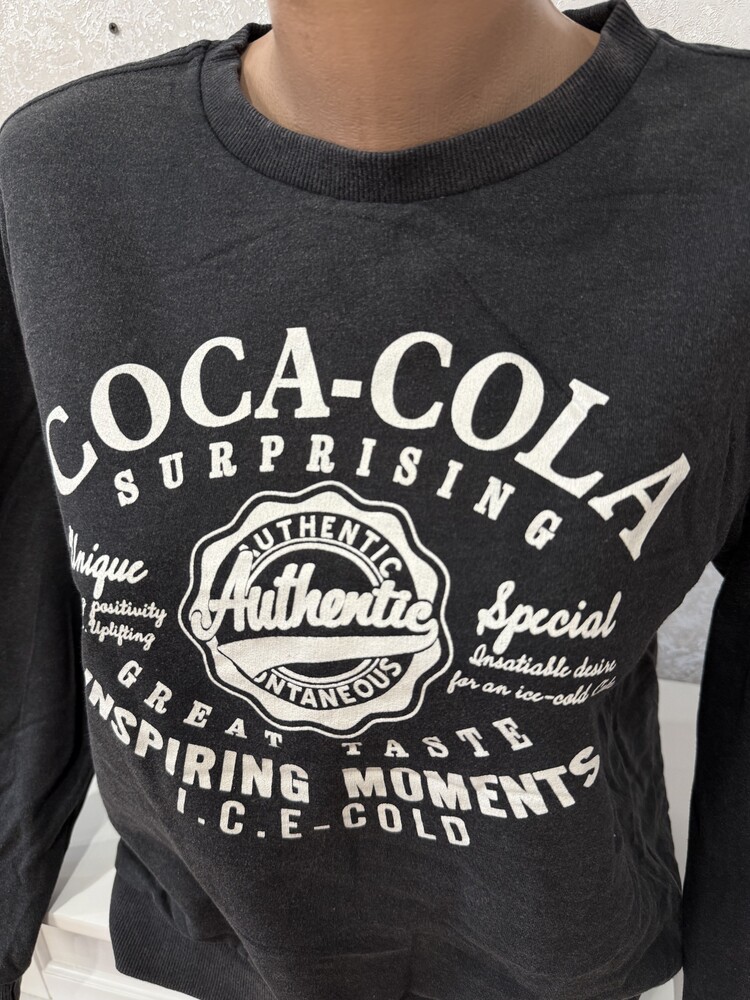 COCA-COLA
SURPRISING
AUTHENTIC
Authentic
Unique
positivity
Uplifting
Special
Insatiable desire
for an ice-cold
NTANEOUS
GREAT TASTE
INSPIRING MOMENTS
I.C.E-COLD